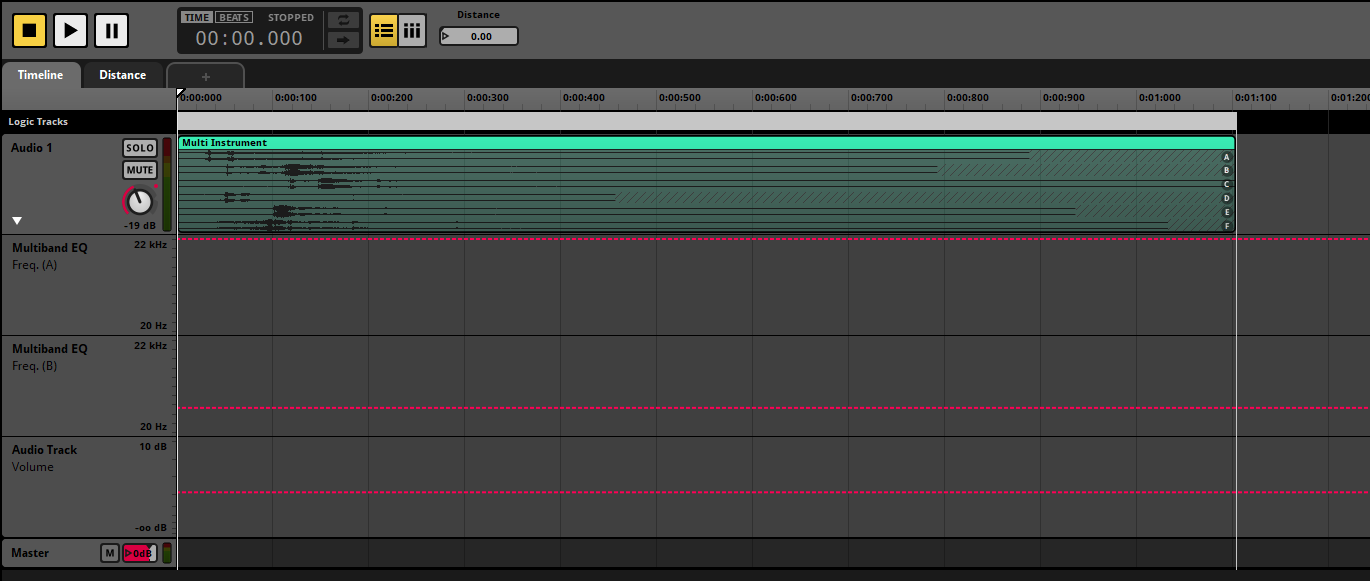 TIME BEATS STOPPED
00:00.000
Distance
0.00
Timeline
Distance
+
0:00:000 0:00:100 0:00:200 0:00:300 0:00:400 0:00:500 0:00:600 0:00:700 0:00:800 0:00:900 0:01:000 0:01:100 0:01:200
Logic Tracks
Audio 1
SOLO
MUTE
-19 dB
Multi Instrument
A
B
C
D
E
F
Multiband EQ
Freq. (A)
22 kHz
20 Hz
Multiband EQ
Freq. (B)
22 kHz
20 Hz
Audio Track
Volume
10 dB
-oo dB
Master
M
0dB